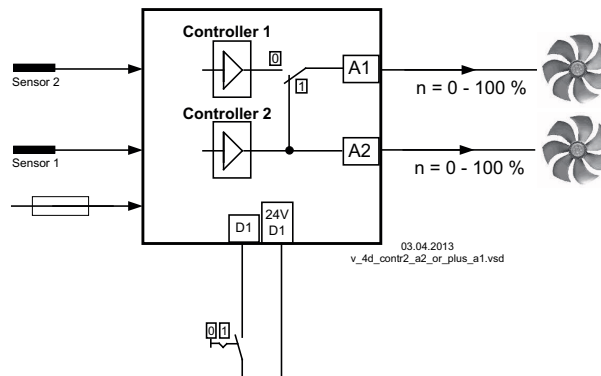 Controller 1
0
A1
Sensor 2
1
n = 0 - 100 %
Controller 2
A2
Sensor 1
n = 0 - 100 %
D1
24V
D1
03.04.2013
v_4d_contr2_a2_or_plus_a1.vsd
0 1